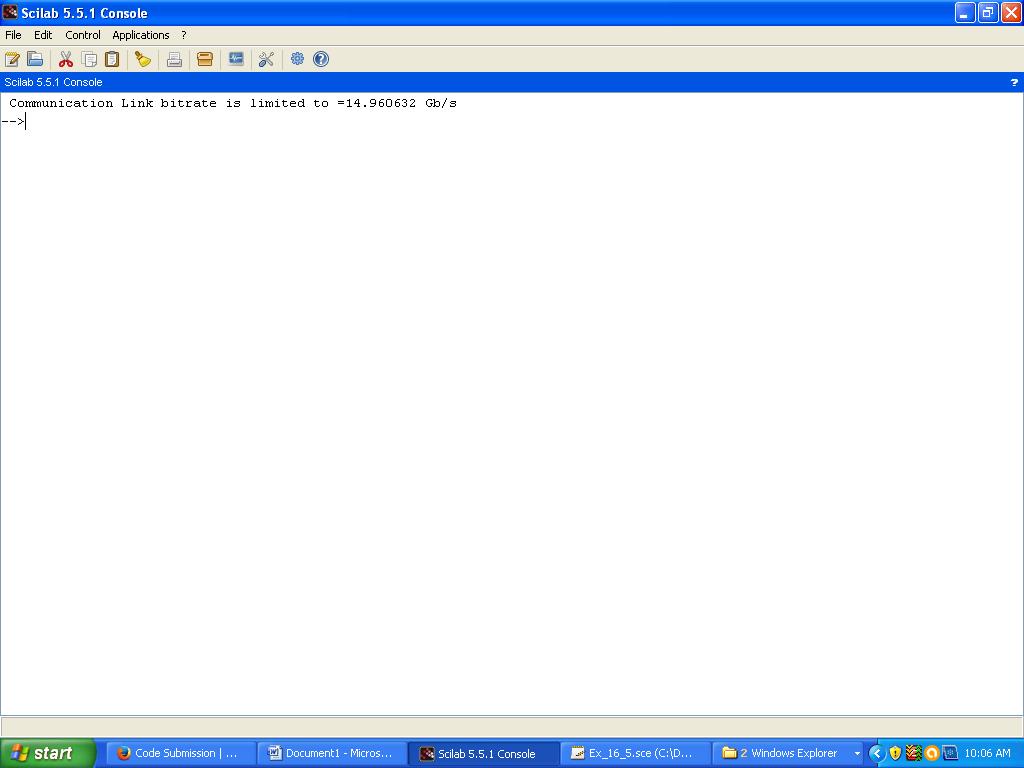 Scilab 5.5.1 Console
File Edit Control Applications ?
Scilab 5.5.1 Console ?
Communication Link bitrate is limited to =14.960632 Gb/s
-->
start Code Submission | ... Document1 - Micros... Scilab 5.5.1 Console Ex_16_5.sce (C:\D... 2 Windows Explorer 10:06 AM